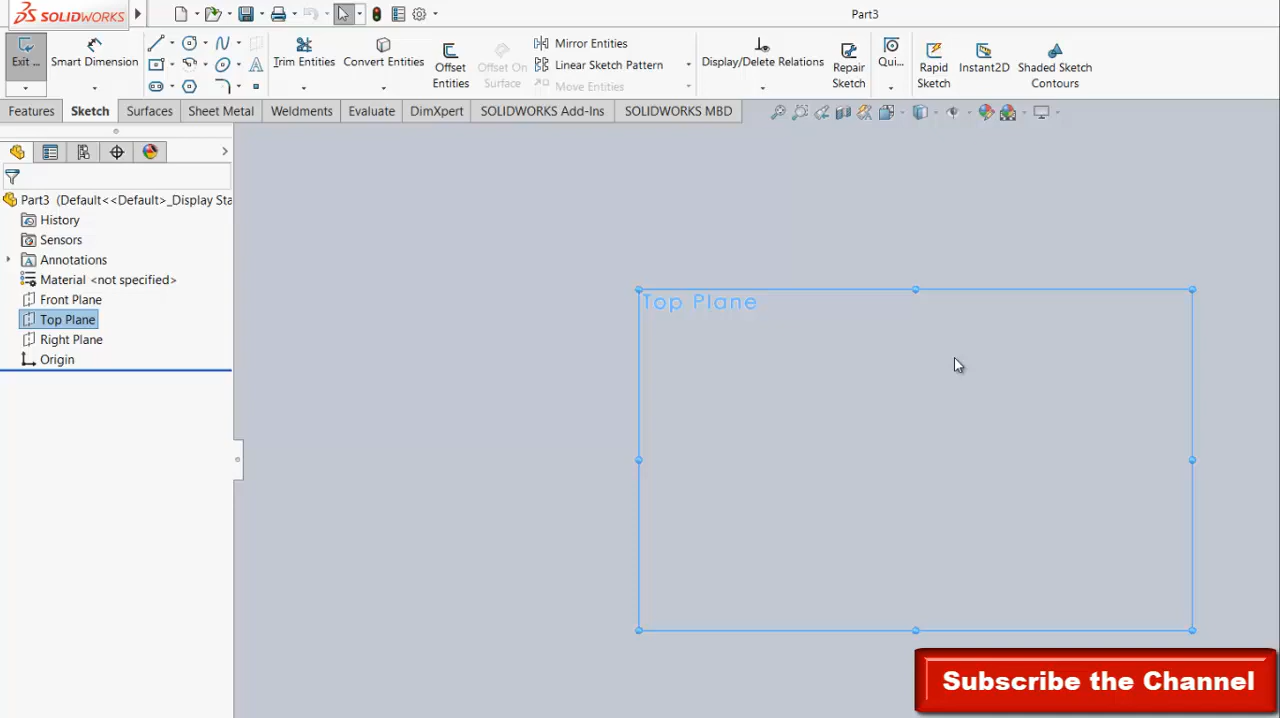 SOLIDWORKS
Part3
Exit ...
Smart Dimension
Trim Entities
Convert Entities
Offset Entities
Offset On Surface
Mirror Entities
Linear Sketch Pattern
Move Entities
Display/Delete Relations
Repair Sketch
Qui...
Rapid Sketch
Instant2D
Shaded Sketch Contours
Features
Sketch
Surfaces
Sheet Metal
Weldments
Evaluate
DimXpert
SOLIDWORKS Add-Ins
SOLIDWORKS MBD
Part3 (Default<<Default>_Display Sta
History
Sensors
Annotations
Material <not specified>
Front Plane
Top Plane
Right Plane
Origin
Top Plane
Subscribe the Channel